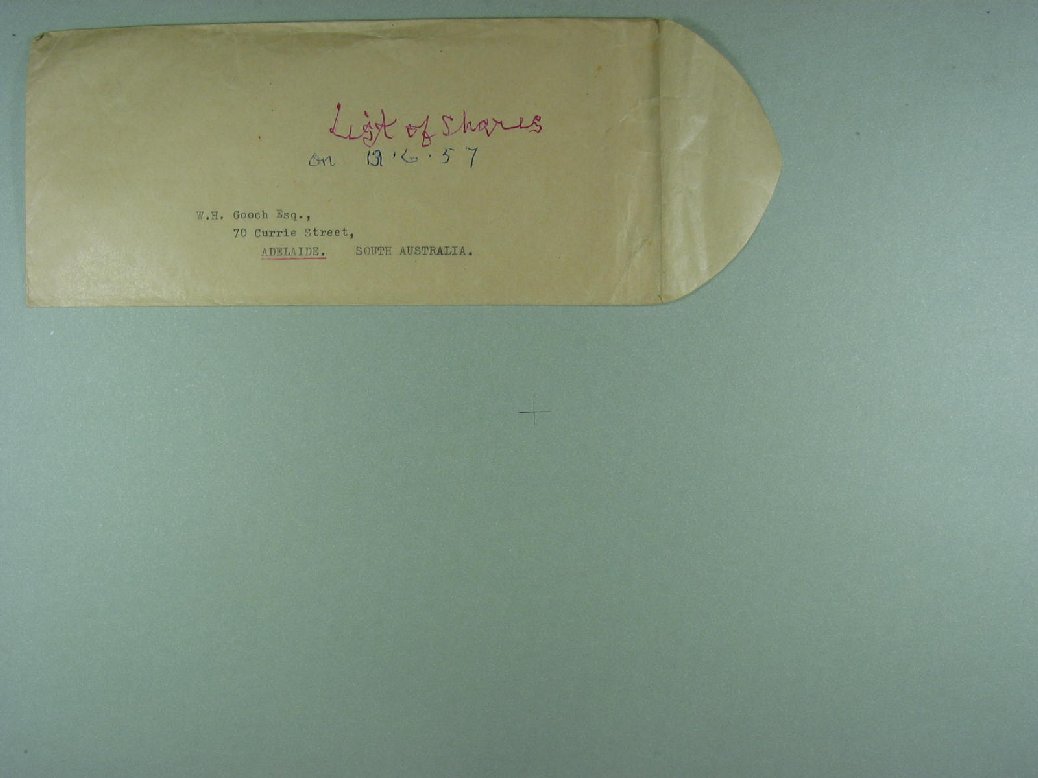 List of Shares
on 13.6.57
W.H. Gooch Esq.,
70 Currie Street,
ADELAIDE. SOUTH AUSTRALIA.